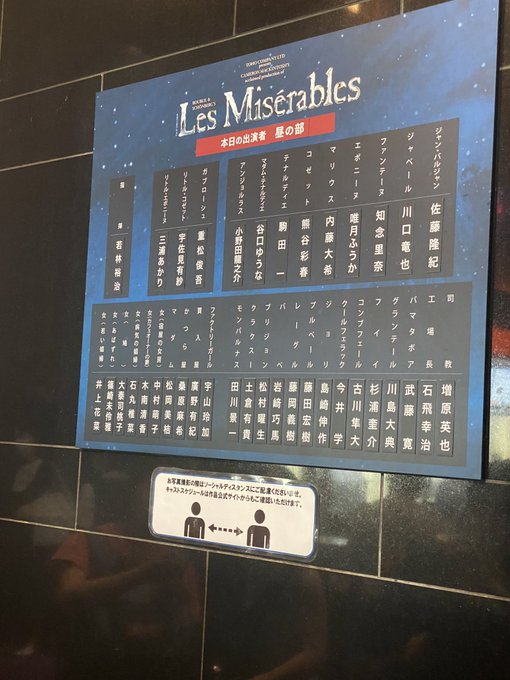 TOHO COMPANY LTD
presents
CAMERON MACKINTOSH'S
acclaimed production of
BOUBLIL &
SCHÖNBERG'S
Les Misérables
本日の出演者 昼の部
ジャン・バルジャン 佐藤隆紀
ジャベール 川口竜也
ファンテーヌ 知念里奈
エポニーヌ 唯月ふうか
マリウス 内藤大希
コゼット 熊谷彩春
テナルディエ 駒田一
マダム・テナルディエ 谷口ゆうな
アンジョルラス 小野田龍之介
ガブローシュ 重松俊吾
リトル・コゼット 宇佐見有紗
リトル・エポニーヌ 三浦あかり
指揮 若林裕治
司教 増原英也
工場長 石飛幸治
バマタボア 武藤寛
グランテール 川島大典
フイイ 杉浦奎介
コンブフェール 古川隼大
クールフェラック 今井学
ジョリ 島崎伸作
プルベール 藤田宏樹
レーグル 藤岡義樹
バベ 岩﨑巧馬
ブリジョン 松村曜生
クラクスー 土倉有貴
モンパルナス 田川景一
ファクトリーガール 宇山玲加
買入屋 廣野有紀
かつら屋 桑原麻希
マダム 松岡美桔
女(宿屋の女房) 中村萌子
女(カフェオーナーの妻) 木南清香
女(病気の娼婦) 石丸椎菜
女(鳩) 大泰司桃子
女(あばずれ) 篠崎未伶雅
女(若い娼婦) 井上花菜
お写真撮影の際はソーシャルディスタンスにご配慮くださいませ。
キャストスケジュールは作品公式サイトからもご確認いただけます。